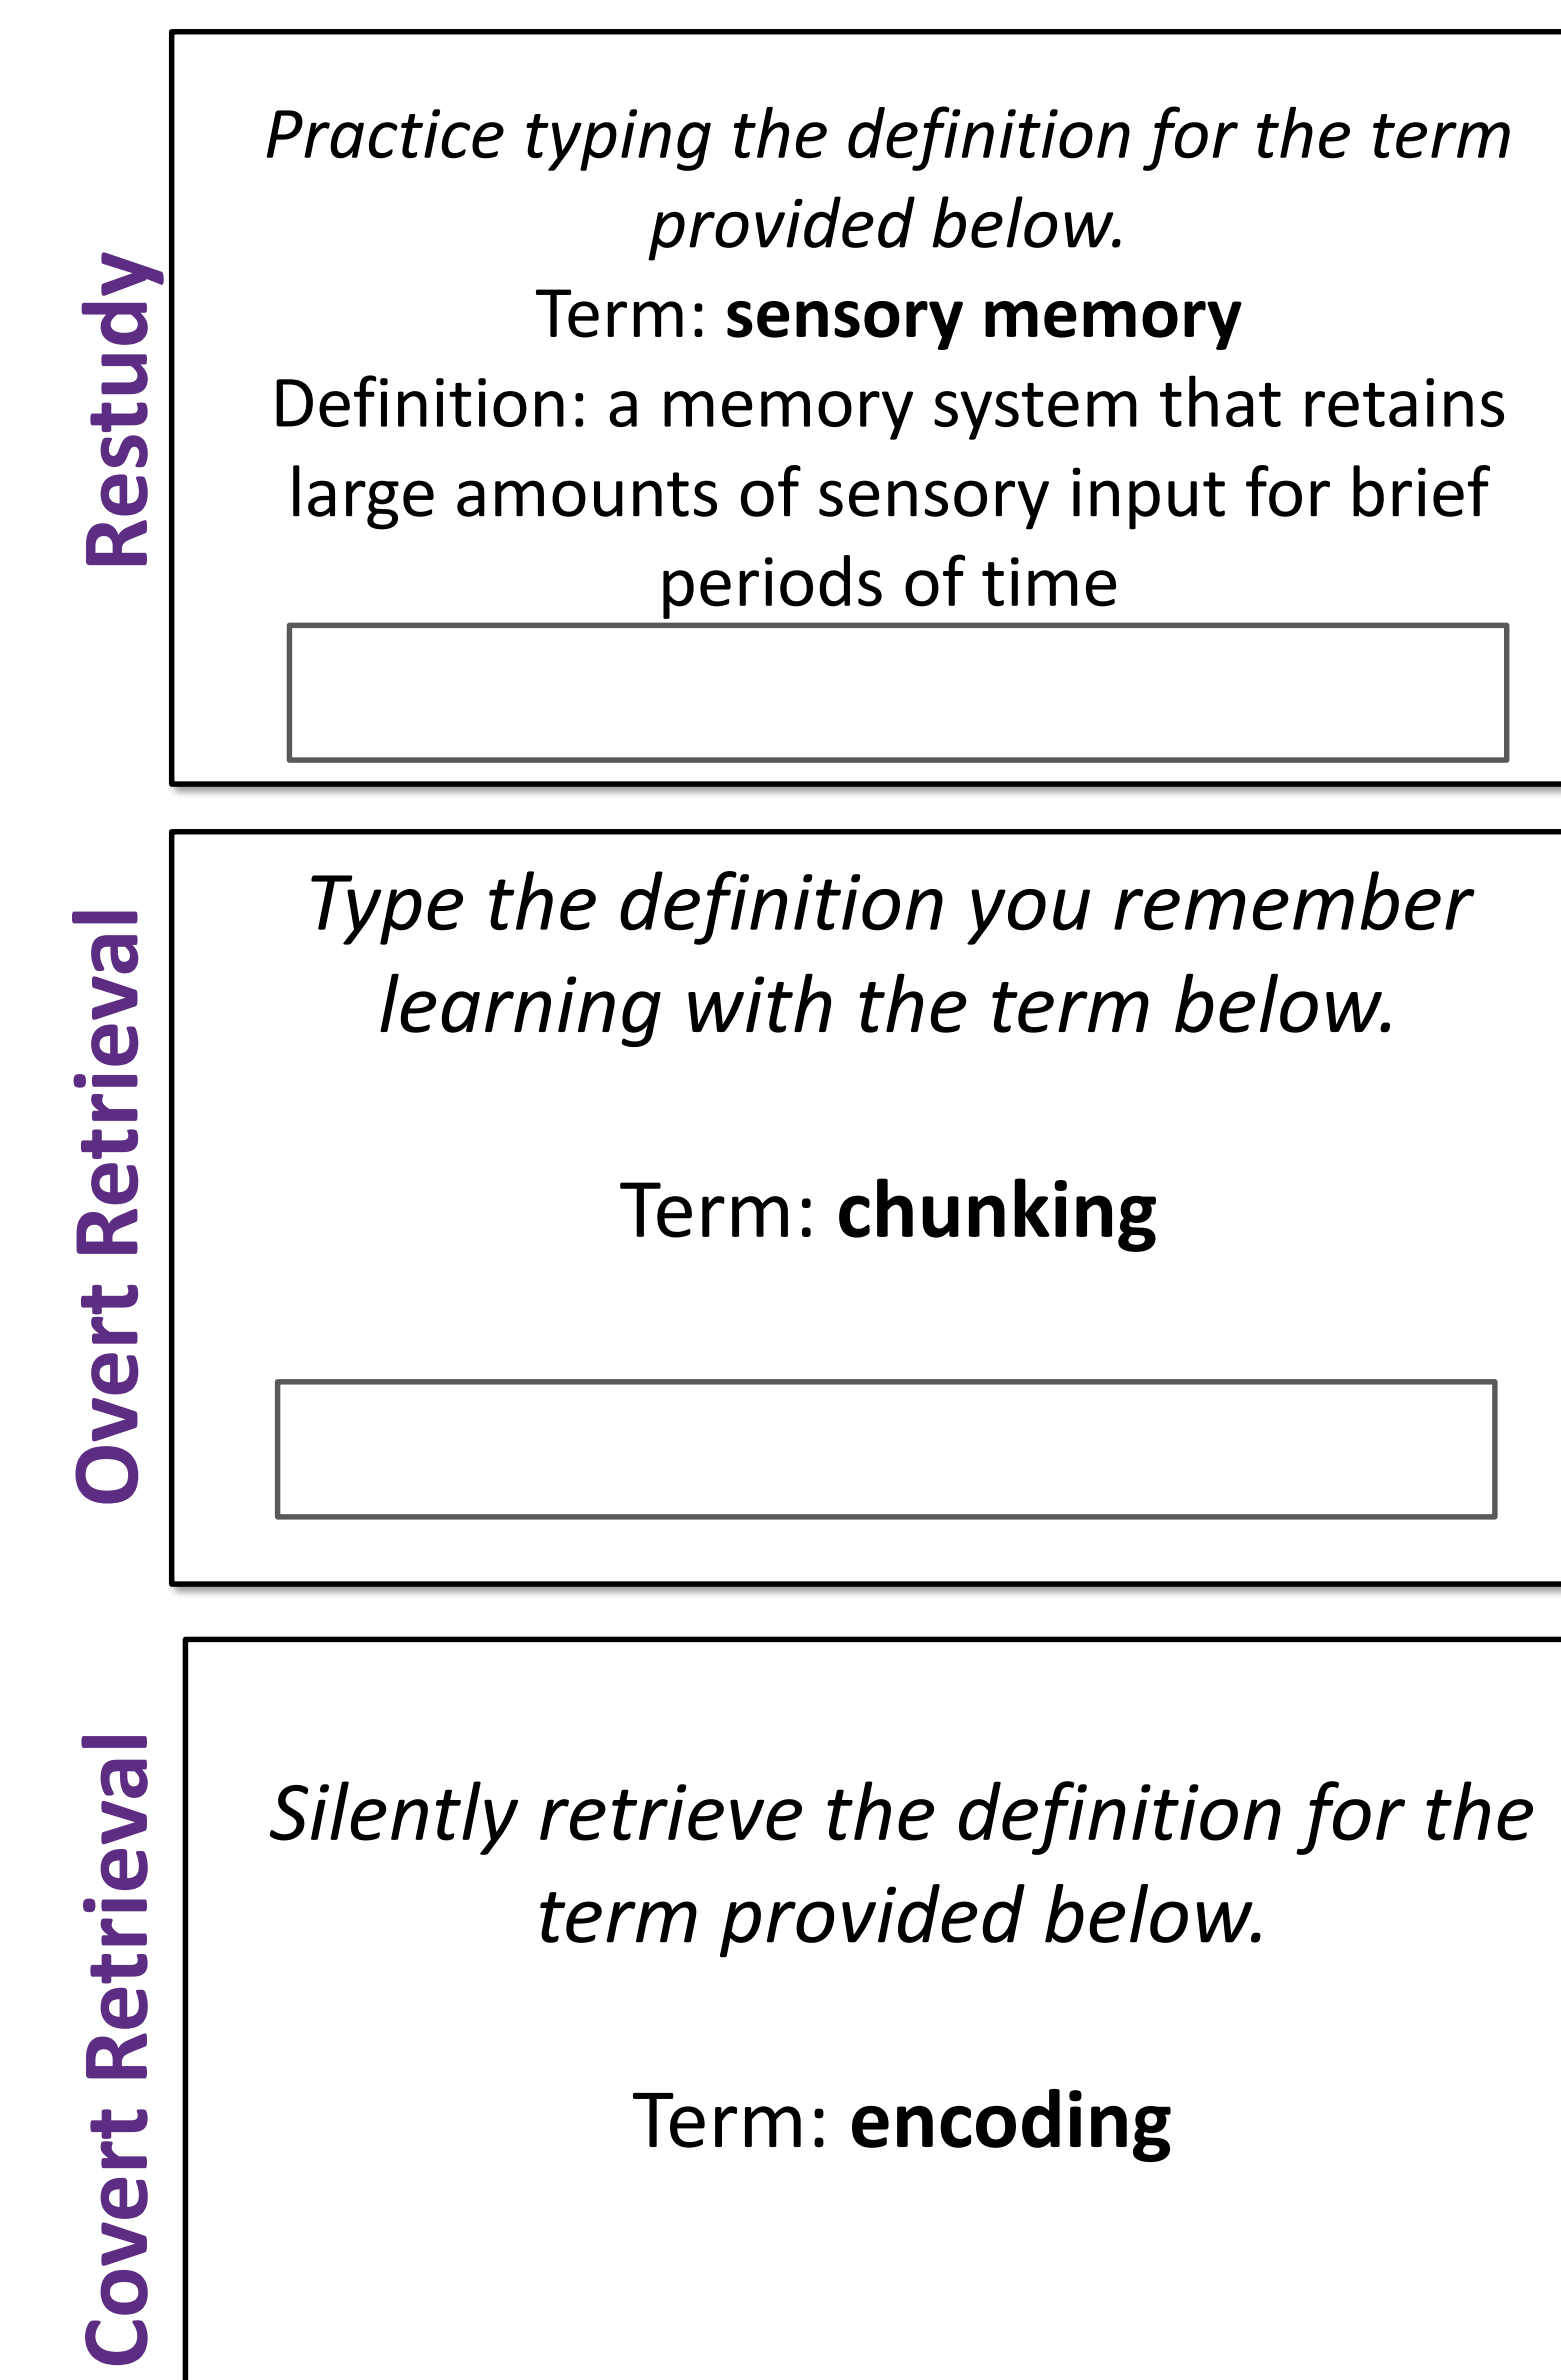 Restudy
Practice typing the definition for the term
provided below.
Term: sensory memory
Definition: a memory system that retains
large amounts of sensory input for brief
periods of time
Overt Retrieval
Type the definition you remember
learning with the term below.
Term: chunking
Covert Retrieval
Silently retrieve the definition for the
term provided below.
Term: encoding